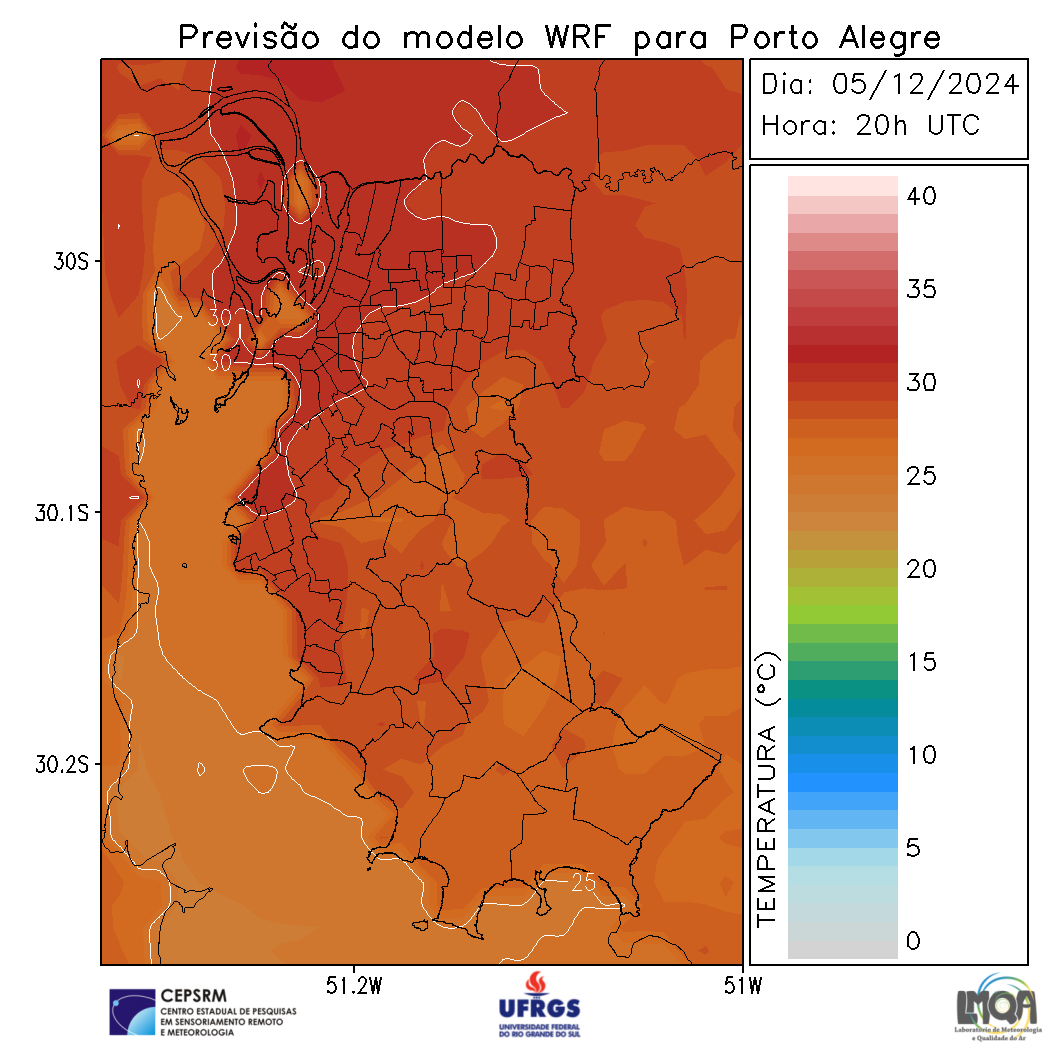 Previsão do modelo WRF para Porto Alegre
Dia: 05/12/2024
Hora: 20h UTC
30S
30.1S
30.2S
51.2W
51W
30
30
25
TEMPERATURA (°C)
40
35
30
25
20
15
10
5
0
CEPSRM
CENTRO ESTADUAL DE PESQUISAS
EM SENSORIAMENTO REMOTO
E METEOROLOGIA
UFRGS
UNIVERSIDADE FEDERAL
DO RIO GRANDE DO SUL
LMQA
Laboratório de Meteorologia
e Qualidade do Ar